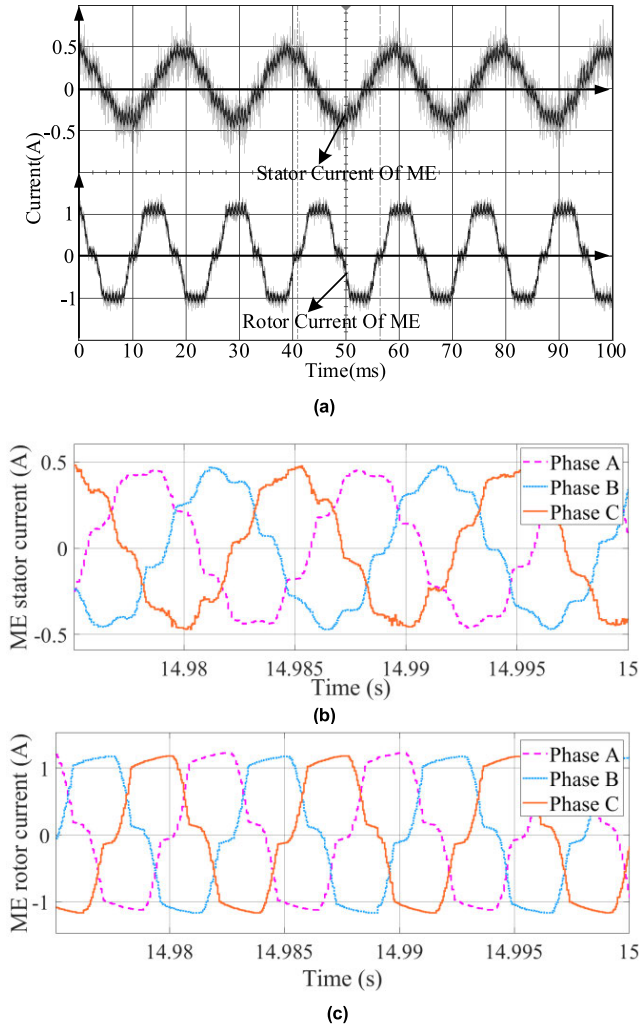 0.5
0
-0.5
Current(A)
Stator Current Of ME
1
0
-1
Rotor Current Of ME
0 10 20 30 40 50 60 70 80 90 100
Time(ms)
(a)
ME stator current (A)
0.5
0
-0.5
Phase A
Phase B
Phase C
14.98 14.985 14.99 14.995 15
Time (s)
(b)
ME rotor current (A)
1
0
-1
Phase A
Phase B
Phase C
14.98 14.985 14.99 14.995 15
Time (s)
(c)